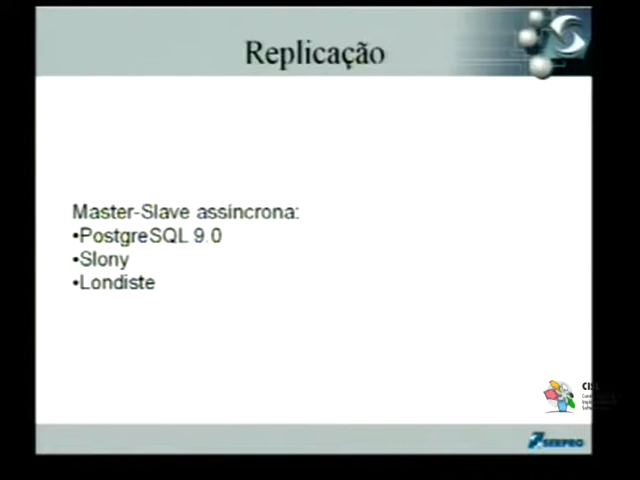 Replicação
Master-Slave assíncrona:
•PostgreSQL 9.0
•Slony
•Londiste
SERPRO